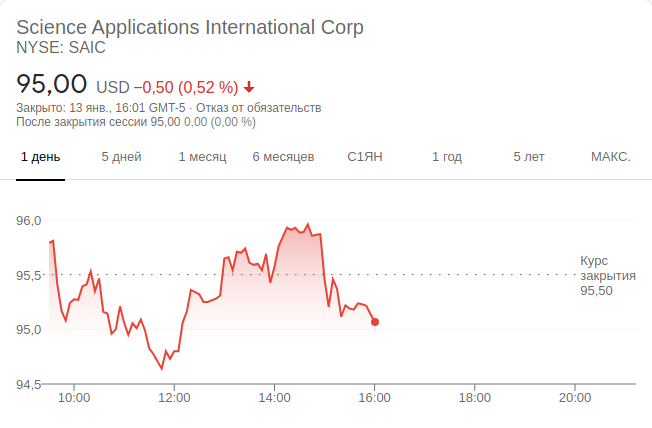 Science Applications International Corp
NYSE: SAIC
95,00 USD −0,50 (0,52 %)
Закрыто: 13 янв., 16:01 GMT-5 · Отказ от обязательств
После закрытия сессии 95,00 0,00 (0,00 %)
1 день 5 дней 1 месяц 6 месяцев С1ЯН 1 год 5 лет МАКС.
96,0
95,5
95,0
94,5
Курс
закрытия
95,50
10:00 12:00 14:00 16:00 18:00 20:00